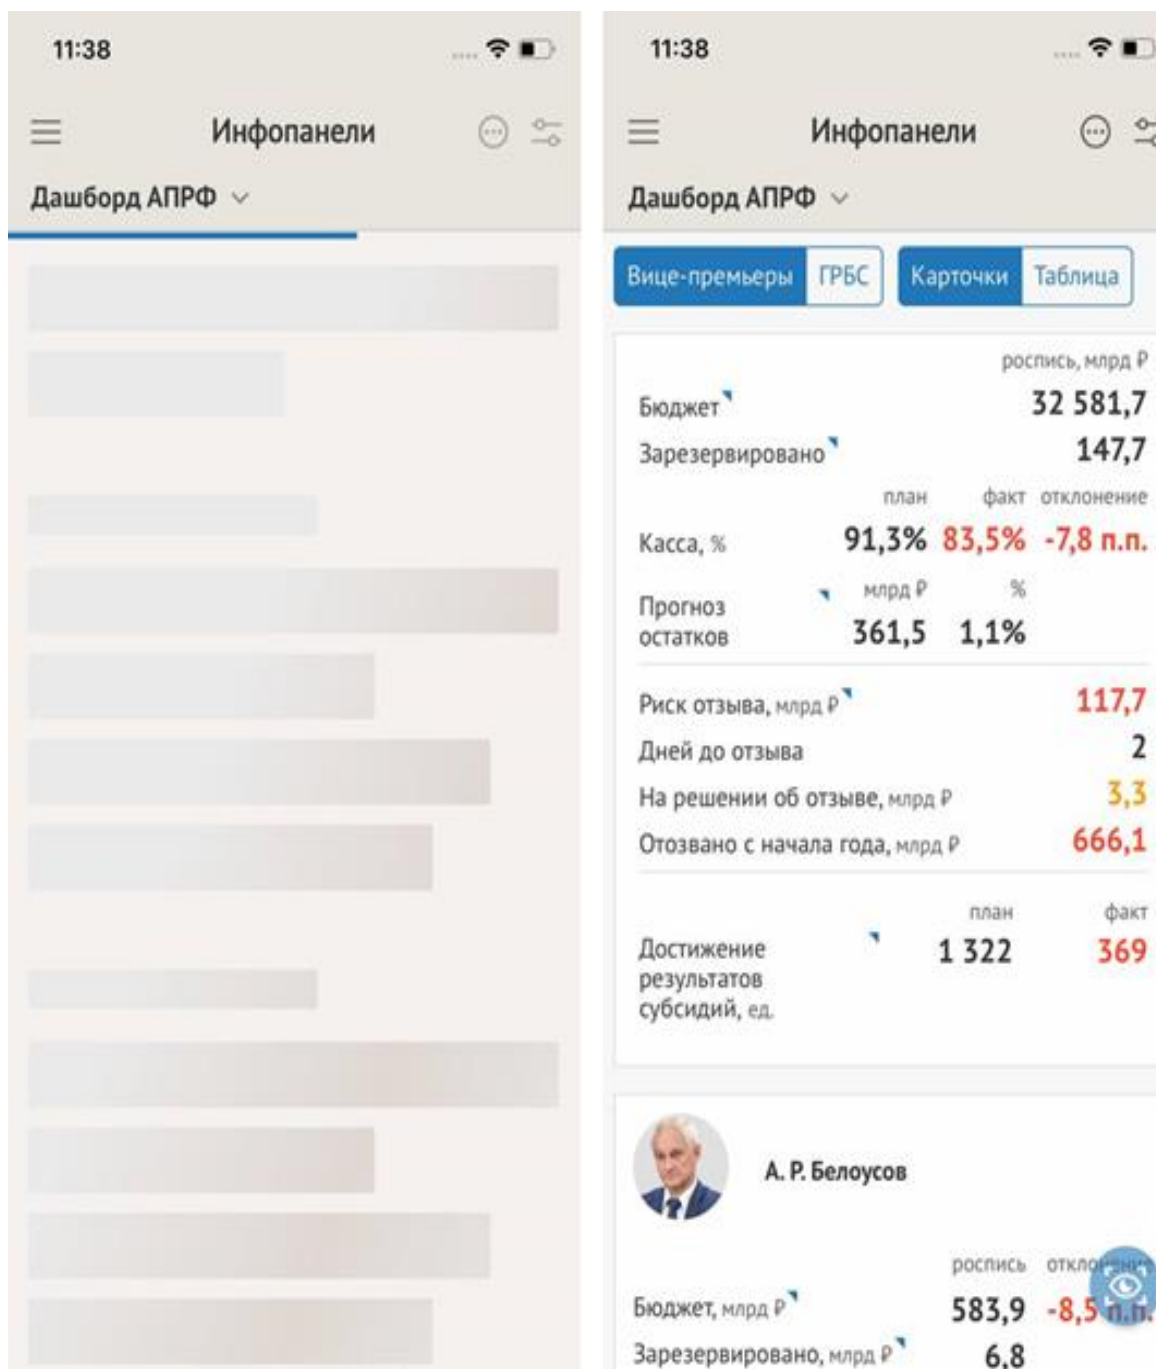 11:38
Инфопанели
Дашборд АПРФ
11:38
Инфопанели
Дашборд АПРФ
Вице-премьеры ГРБС Карточки Таблица
роспись, млрд ₽
Бюджет 32 581,7
Зарезервировано 147,7
план факт отклонение
Касса, % 91,3% 83,5% -7,8 п.п.
млрд ₽ %
Прогноз
остатков 361,5 1,1%
Риск отзыва, млрд ₽ 117,7
Дней до отзыва 2
На решении об отзыве, млрд ₽ 3,3
Отозвано с начала года, млрд ₽ 666,1
план факт
Достижение 1 322 369
результатов
субсидий, ед.
А. Р. Белоусов
роспись отклонение
Бюджет, млрд ₽ 583,9 -8,5 п.п.
Зарезервировано, млрд ₽ 6,8